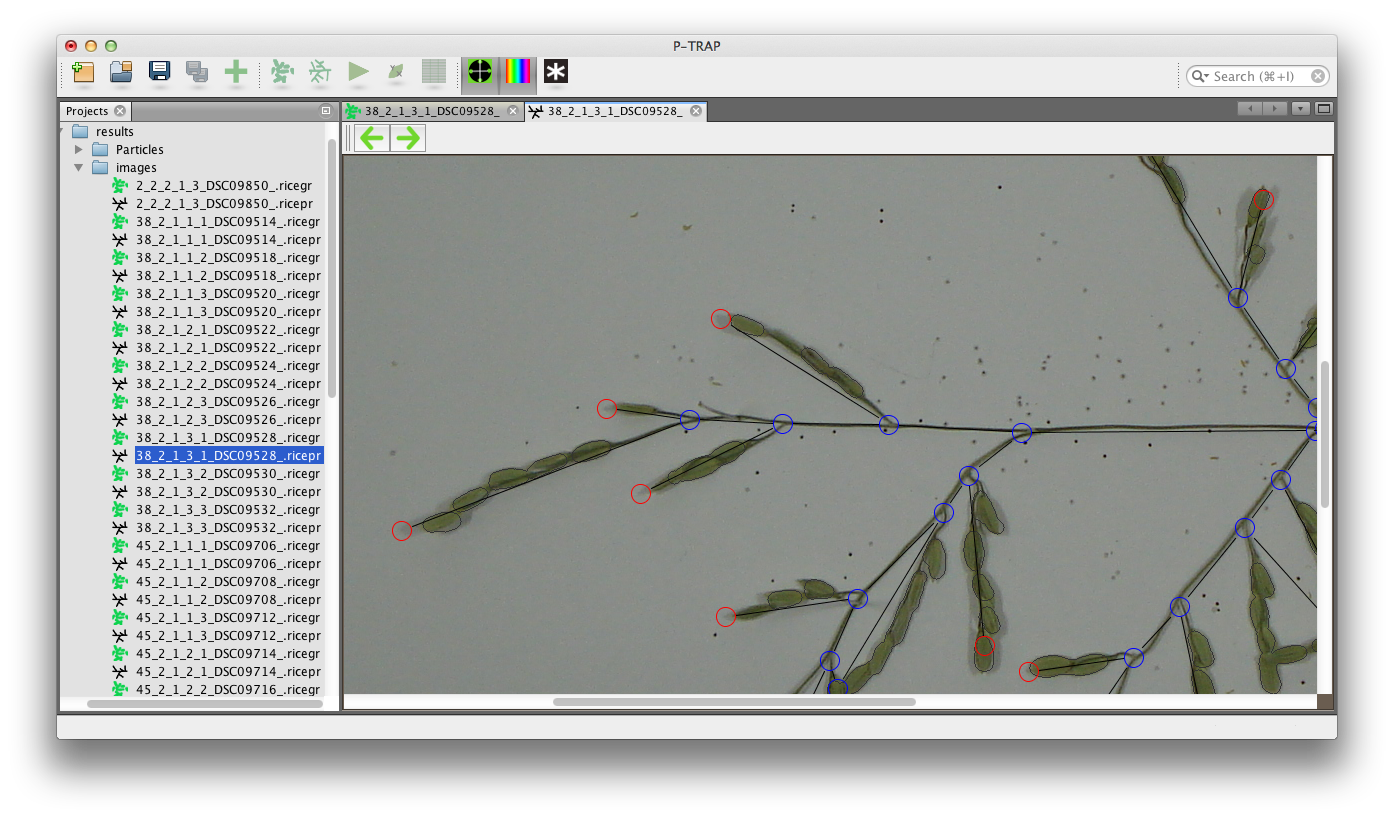 P-TRAP
Search (⌘+I)
Projects
38_2_1_3_1_DSC09528_
38_2_1_3_1_DSC09528_
results
Particles
images
2_2_2_1_3_DSC09850_.ricegr
2_2_2_1_3_DSC09850_.ricepr
38_2_1_1_1_DSC09514_.ricegr
38_2_1_1_1_DSC09514_.ricepr
38_2_1_1_2_DSC09518_.ricegr
38_2_1_1_2_DSC09518_.ricepr
38_2_1_1_3_DSC09520_.ricegr
38_2_1_1_3_DSC09520_.ricepr
38_2_1_2_1_DSC09522_.ricegr
38_2_1_2_1_DSC09522_.ricepr
38_2_1_2_2_DSC09524_.ricegr
38_2_1_2_2_DSC09524_.ricepr
38_2_1_2_3_DSC09526_.ricegr
38_2_1_2_3_DSC09526_.ricepr
38_2_1_3_1_DSC09528_.ricegr
38_2_1_3_1_DSC09528_.ricepr
38_2_1_3_2_DSC09530_.ricegr
38_2_1_3_2_DSC09530_.ricepr
38_2_1_3_3_DSC09532_.ricegr
38_2_1_3_3_DSC09532_.ricepr
45_2_1_1_1_DSC09706_.ricegr
45_2_1_1_1_DSC09706_.ricepr
45_2_1_1_2_DSC09708_.ricegr
45_2_1_1_2_DSC09708_.ricepr
45_2_1_1_3_DSC09712_.ricegr
45_2_1_1_3_DSC09712_.ricepr
45_2_1_2_1_DSC09714_.ricegr
45_2_1_2_1_DSC09714_.ricepr
45_2_1_2_2_DSC09716_.ricegr